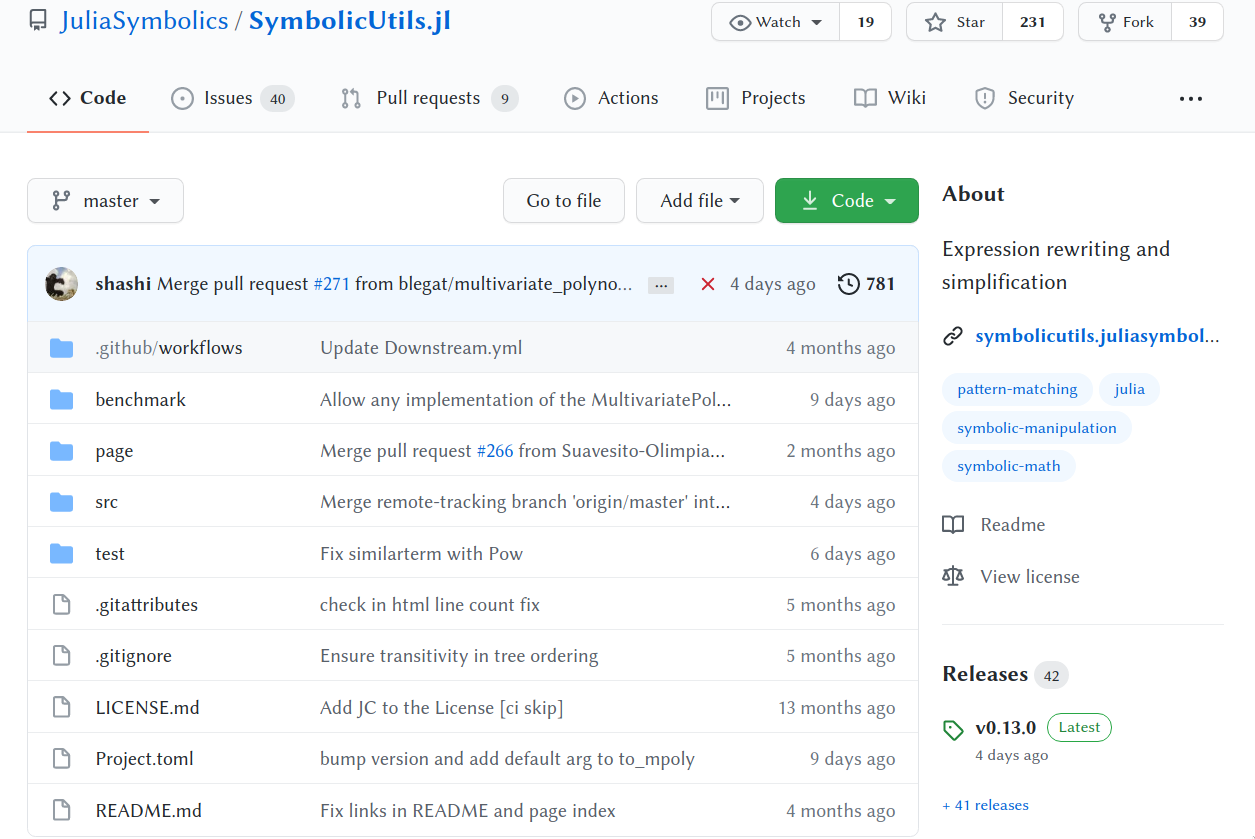 JuliaSymbolics / SymbolicUtils.jl
Watch 19 Star 231 Fork 39
Code Issues 40 Pull requests 9 Actions Projects Wiki Security ...
master Go to file Add file Code
shashi Merge pull request #271 from blegat/multivariate_polyno... ... 4 days ago 781
.github/workflows Update Downstream.yml 4 months ago
benchmark Allow any implementation of the MultivariatePol... 9 days ago
page Merge pull request #266 from Suavesito-Olimpia... 2 months ago
src Merge remote-tracking branch 'origin/master' int... 4 days ago
test Fix similarterm with Pow 6 days ago
.gitattributes check in html line count fix 5 months ago
.gitignore Ensure transitivity in tree ordering 5 months ago
LICENSE.md Add JC to the License [ci skip] 13 months ago
Project.toml bump version and add default arg to to_mpoly 9 days ago
README.md Fix links in README and page index 4 months ago
About
Expression rewriting and
simplification
symbolicutils.juliasymbol...
pattern-matching julia
symbolic-manipulation
symbolic-math
Readme
View license
Releases 42
v0.13.0 Latest
4 days ago
+ 41 releases